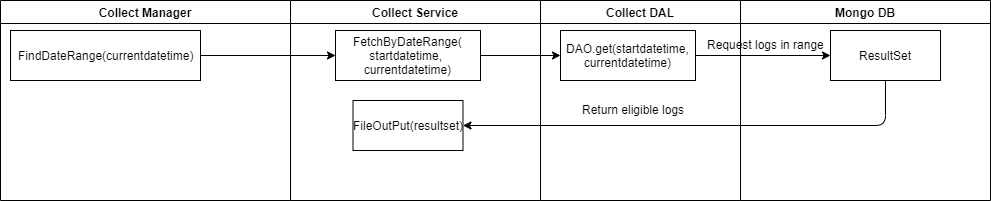 Collect Manager
Collect Service
Collect DAL
Mongo DB
FindDateRange(currentdatetime)
FetchByDateRange(
startdatetime,
currentdatetime)
DAO.get(startdatetime,
currentdatetime)
Request logs in range
ResultSet
FileOutPut(resultset)
Return eligible logs